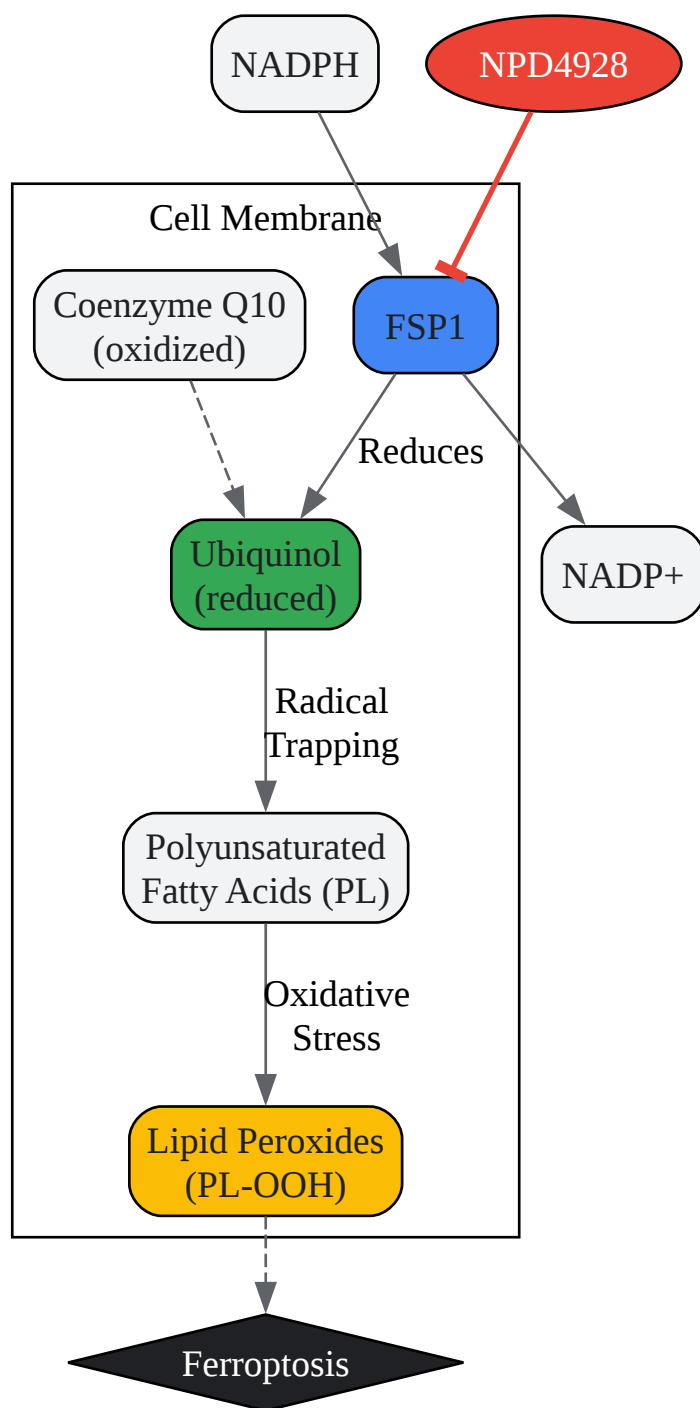 NADPH
NPD4928
Cell Membrane
Coenzyme Q10
(oxidized)
FSP1
Reduces
Ubiquinol
(reduced)
NADP+
Radical
Trapping
Polyunsaturated
Fatty Acids (PL)
Oxidative
Stress
Lipid Peroxides
(PL-OOH)
Ferroptosis